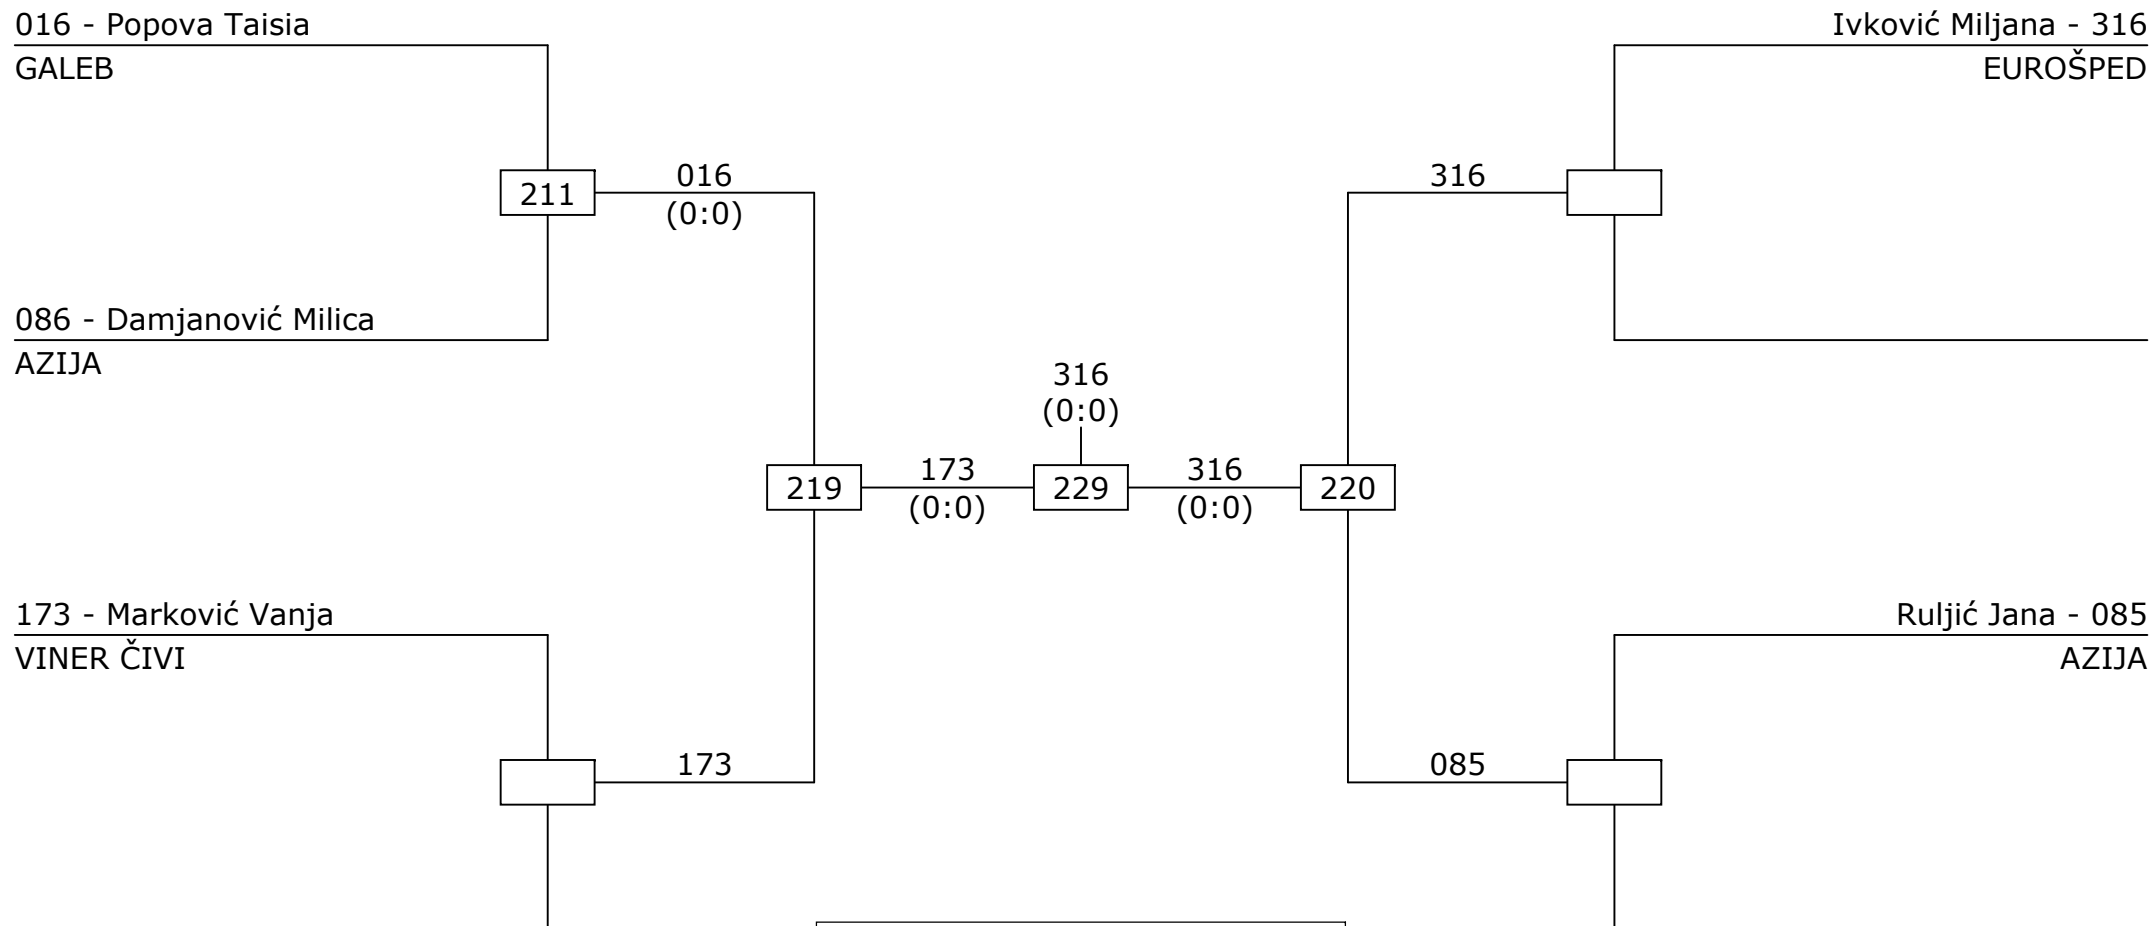 016 - Popova Taisia
GALEB
Ivković Miljana - 316
EUROŠPED
211
016
(0:0)
316
086 - Damjanović Milica
AZIJA
316
(0:0)
219
173
(0:0)
229
316
(0:0)
220
173 - Marković Vanja
VINER ČIVI
Ruljić Jana - 085
AZIJA
173
085